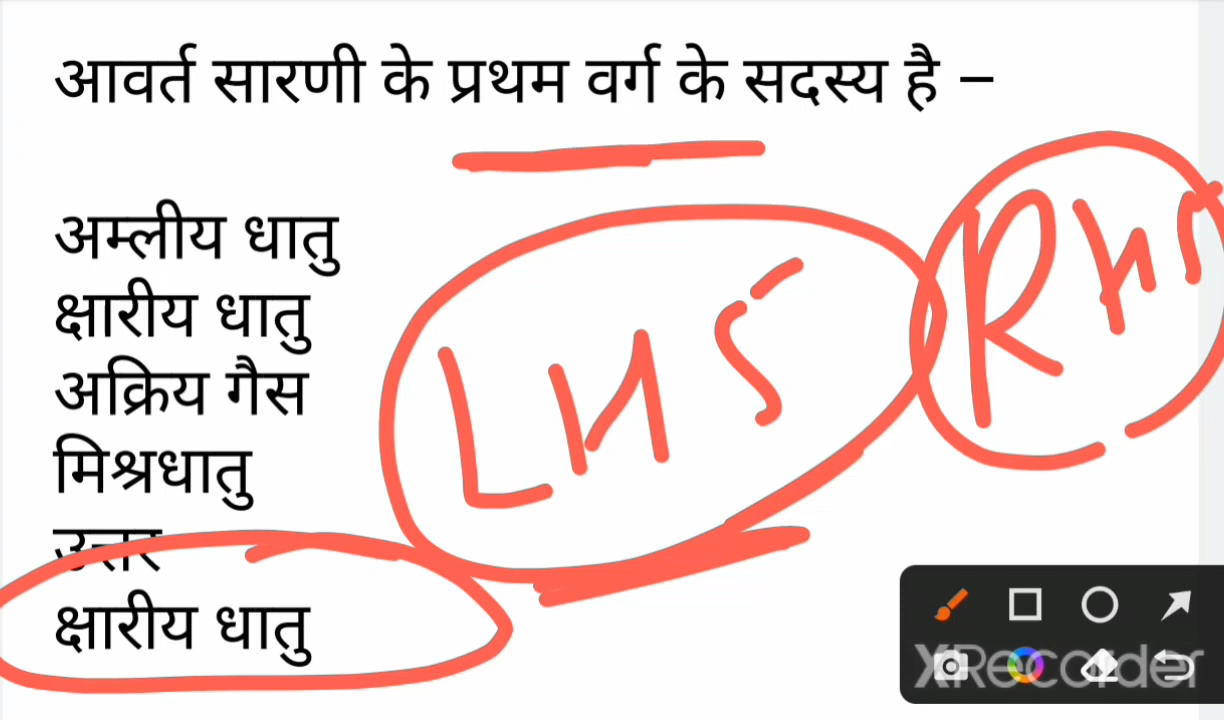 आवर्त सारणी के प्रथम वर्ग के सदस्य है –
अम्लीय धातु
क्षारीय धातु
अक्रिय गैस
मिश्रधातु
उत्तर
क्षारीय धातु
LHS
RHS
XRecorder